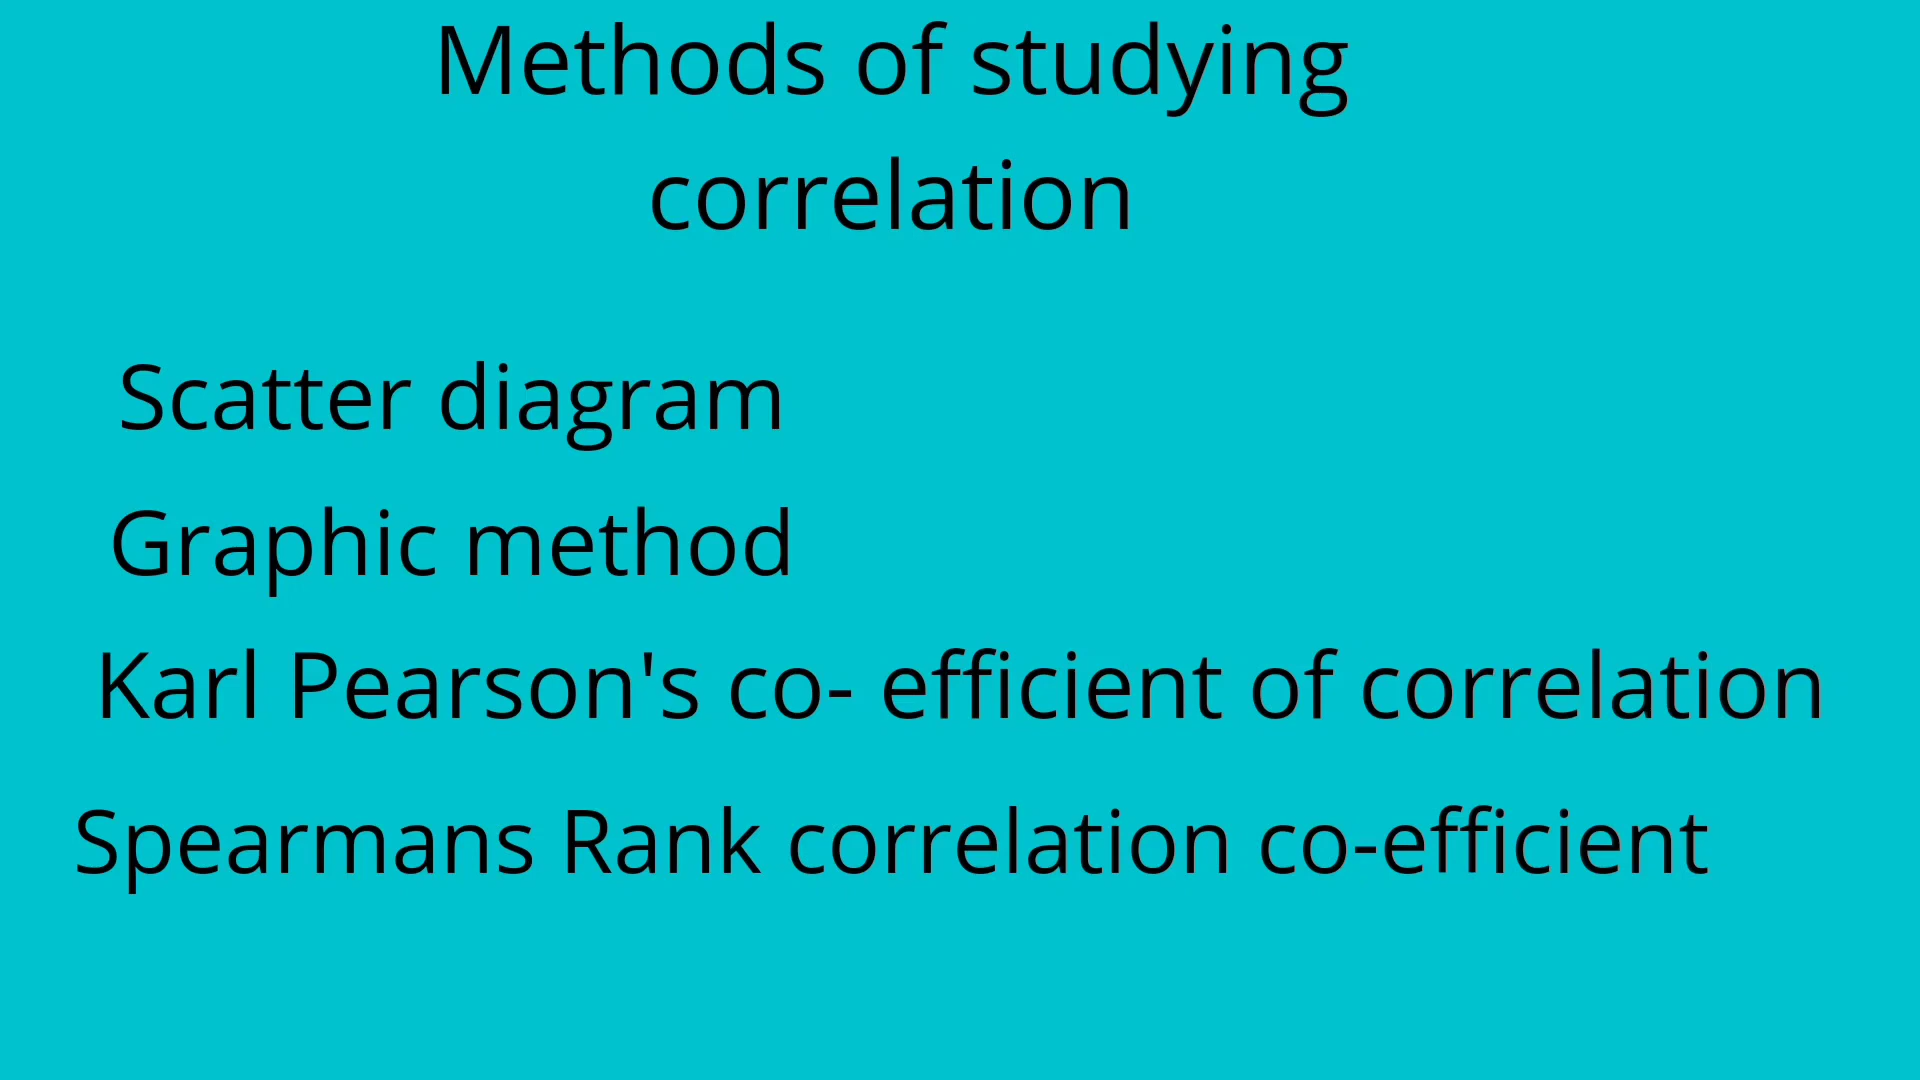 Methods of studying
correlation
Scatter diagram
Graphic method
Karl Pearson's co- efficient of correlation
Spearmans Rank correlation co-efficient